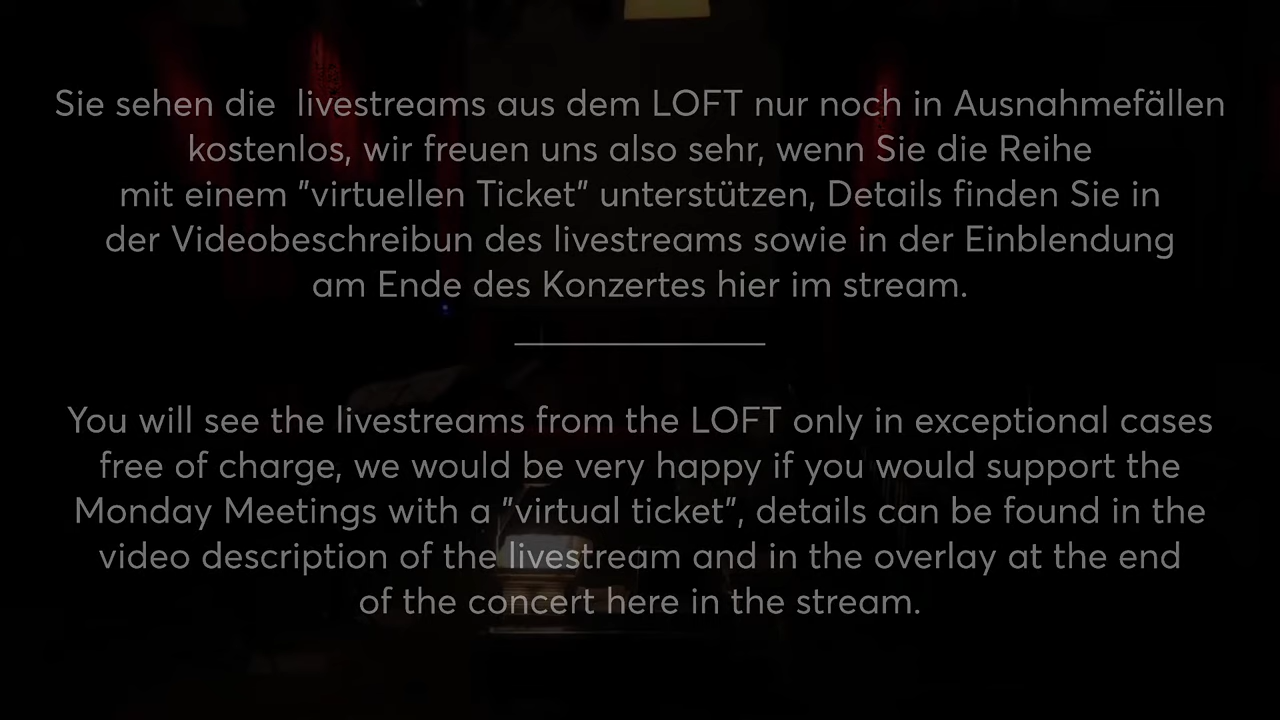 Sie sehen die  livestreams aus dem LOFT nur noch in Ausnahmefällen
kostenlos, wir freuen uns also sehr, wenn Sie die Reihe
mit einem "virtuellen Ticket" unterstützen, Details finden Sie in
der Videobeschreibun des livestreams sowie in der Einblendung
am Ende des Konzertes hier im stream.
You will see the livestreams from the LOFT only in exceptional cases
free of charge, we would be very happy if you would support the
Monday Meetings with a "virtual ticket", details can be found in the
video description of the livestream and in the overlay at the end
of the concert here in the stream.